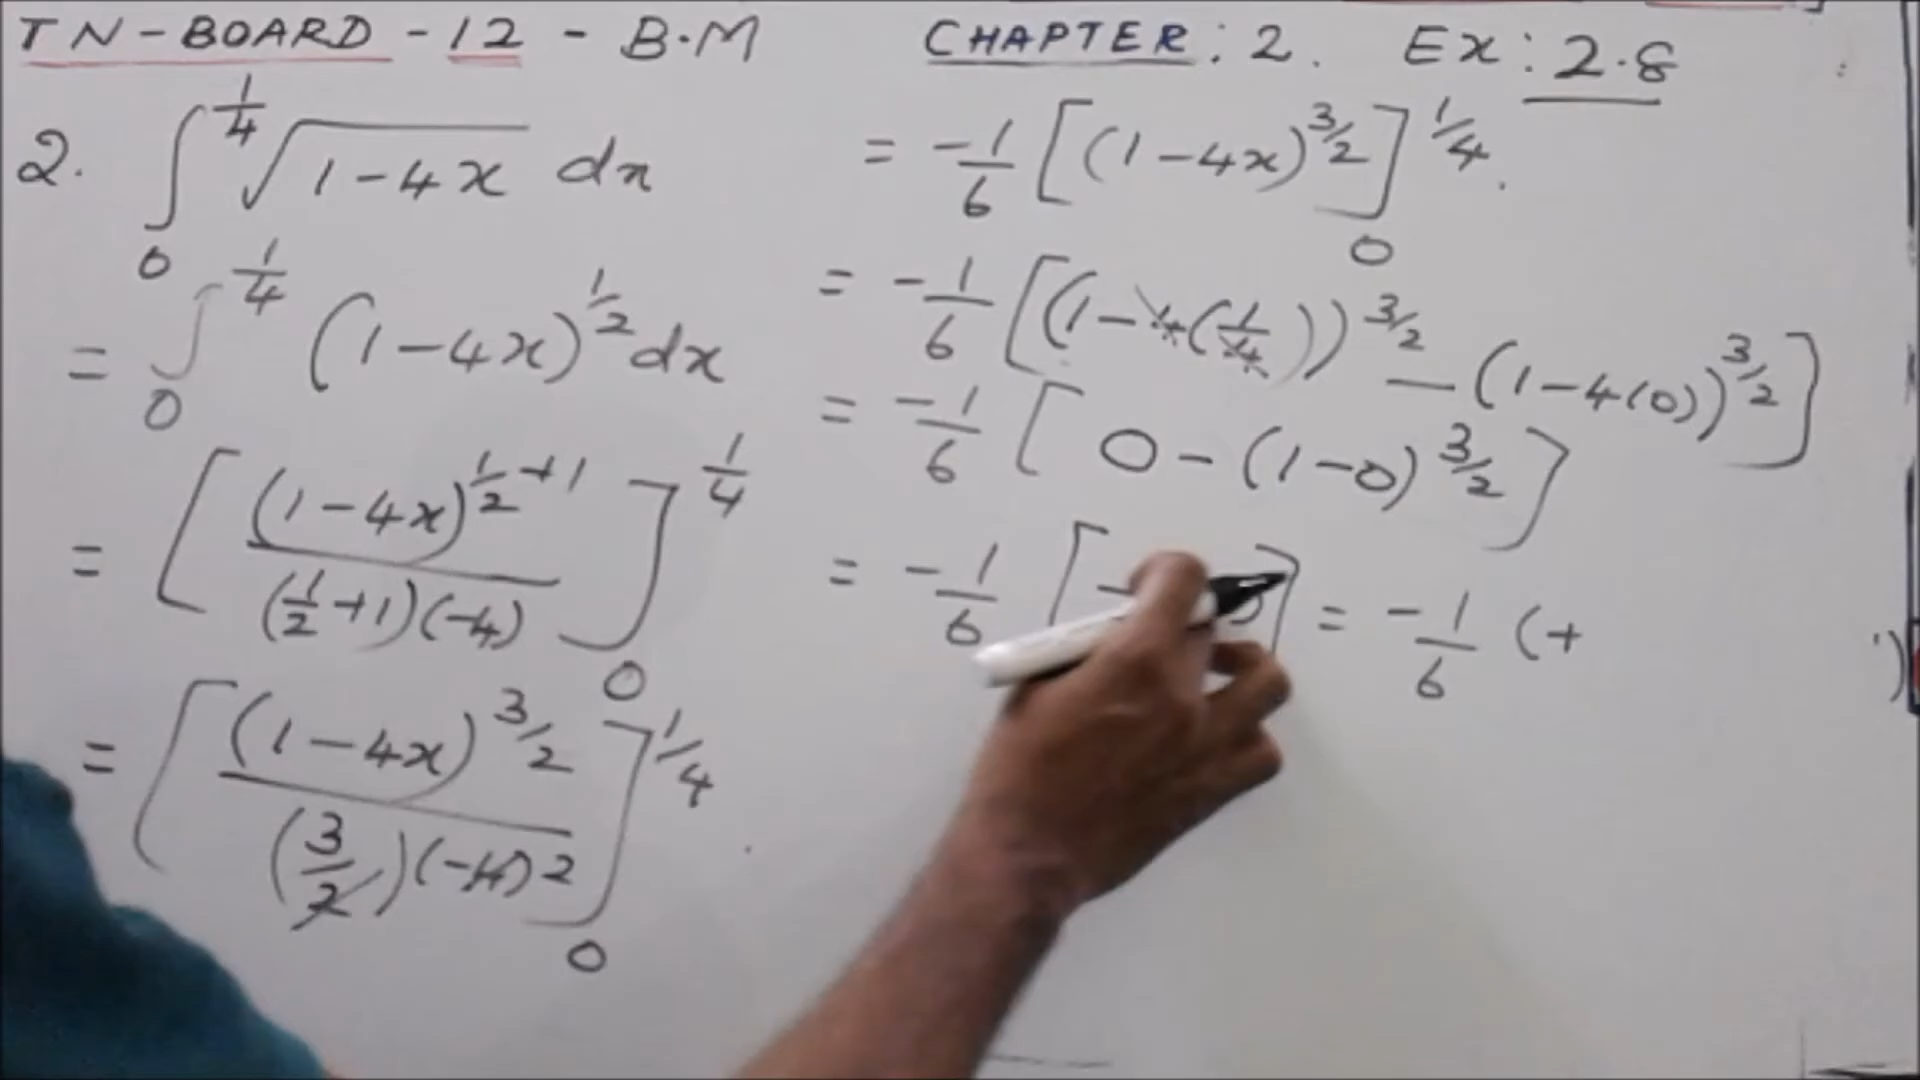 TN-BOARD-12 - B.M CHAPTER: 2. Ex: 2.8
2. ∫₀^{1/4} √(1-4x) dx
= ∫₀^{1/4} (1-4x)^{1/2} dx
= [(1-4x)^{1/2+1} / (1/2+1)(-4)]₀^{1/4}
= [(1-4x)^{3/2} / (3/2)(-4) 2]₀^{1/4}
= -1/6 [(1-4x)^{3/2}]₀^{1/4}.
= -1/6 [(1-4(1/4))^{3/2} - (1-4(0))^{3/2}]
= -1/6 [0-(1-0)^{3/2}]
= -1/6 [ ] = -1/6 (+